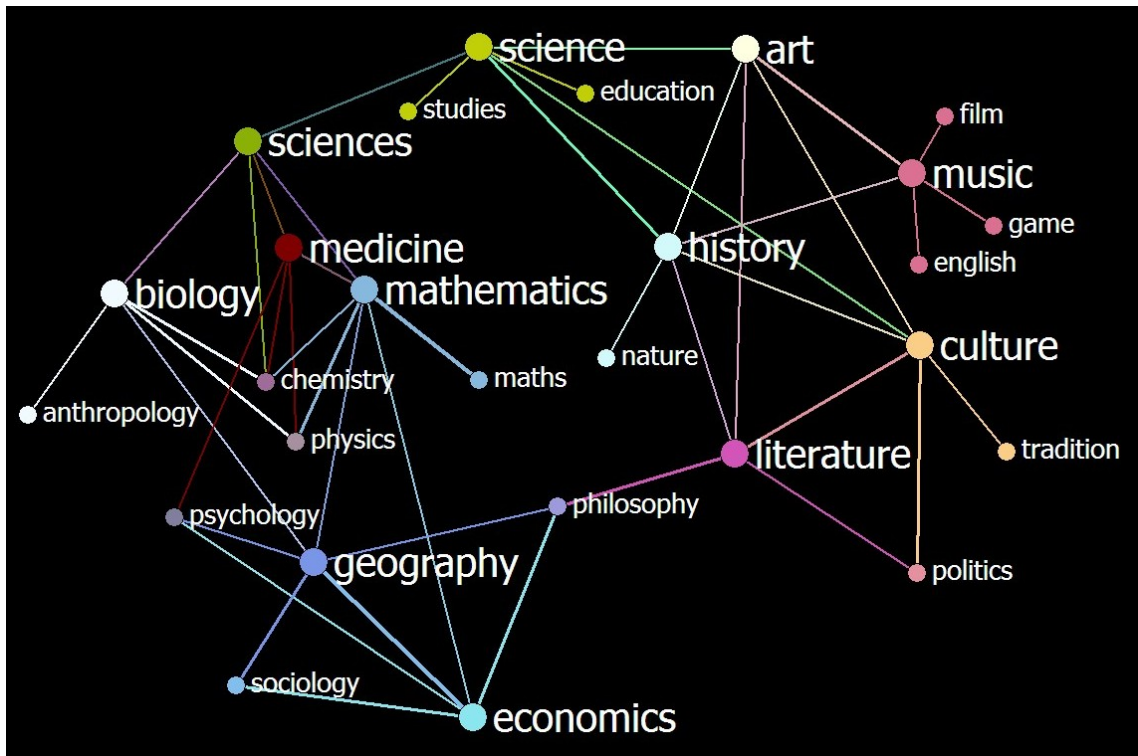 science
art
education
studies
film
sciences
music
game
medicine
history
english
biology
mathematics
culture
nature
chemistry
maths
anthropology
physics
tradition
literature
philosophy
psychology
geography
politics
sociology
economics